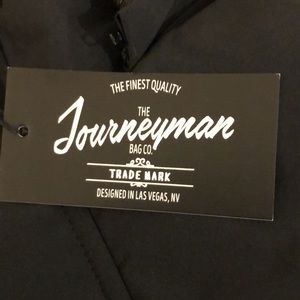 THE FINEST QUALITY
THE
Journeyman
BAG CO.
TRADE MARK
DESIGNED IN LAS VEGAS, NV